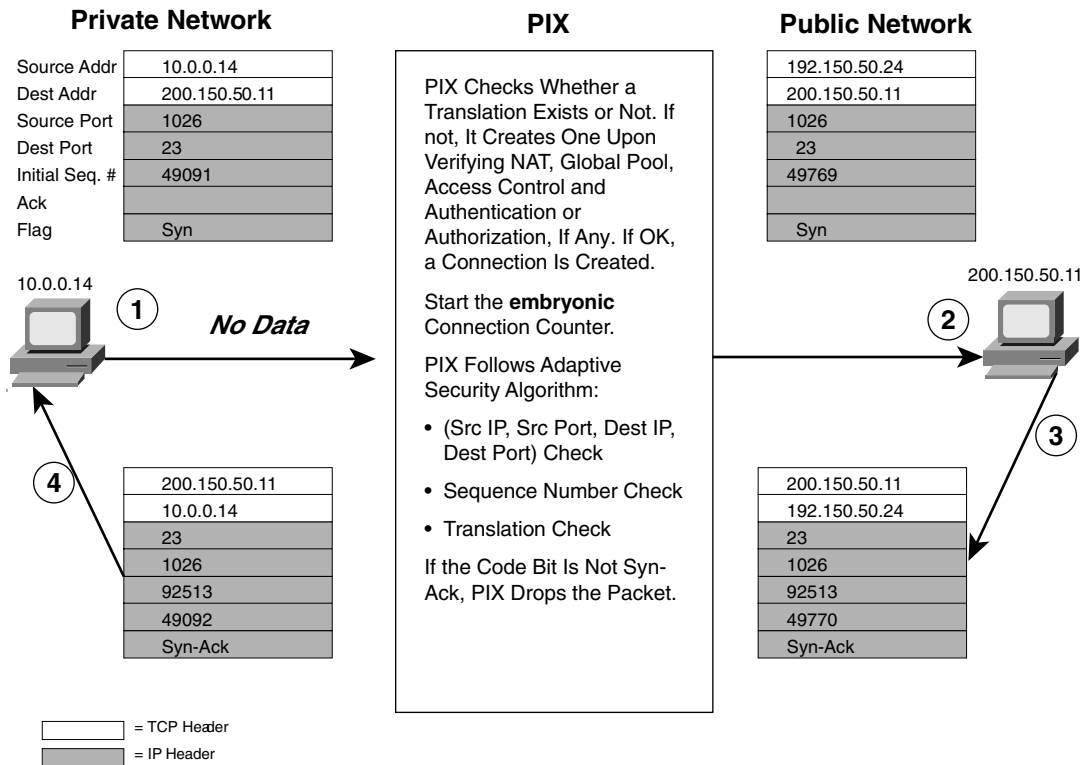 Private Network
PIX
Public Network
Source Addr 10.0.0.14
Dest Addr 200.150.50.11
Source Port 1026
Dest Port 23
Initial Seq. # 49091
Ack
Flag Syn
192.150.50.24
200.150.50.11
1026
23
49769
Syn
PIX Checks Whether a
Translation Exists or Not. If
not, It Creates One Upon
Verifying NAT, Global Pool,
Access Control and
Authentication or
Authorization, If Any. If OK,
a Connection Is Created.
Start the embryonic
Connection Counter.
PIX Follows Adaptive
Security Algorithm:
• (Src IP, Src Port, Dest IP,
Dest Port) Check
• Sequence Number Check
• Translation Check
If the Code Bit Is Not Syn-
Ack, PIX Drops the Packet.
10.0.0.14
1
No Data
2
200.150.50.11
3
4
200.150.50.11
10.0.0.14
23
1026
92513
49092
Syn-Ack
200.150.50.11
192.150.50.24
23
1026
92513
49770
Syn-Ack
= TCP Header
= IP Header